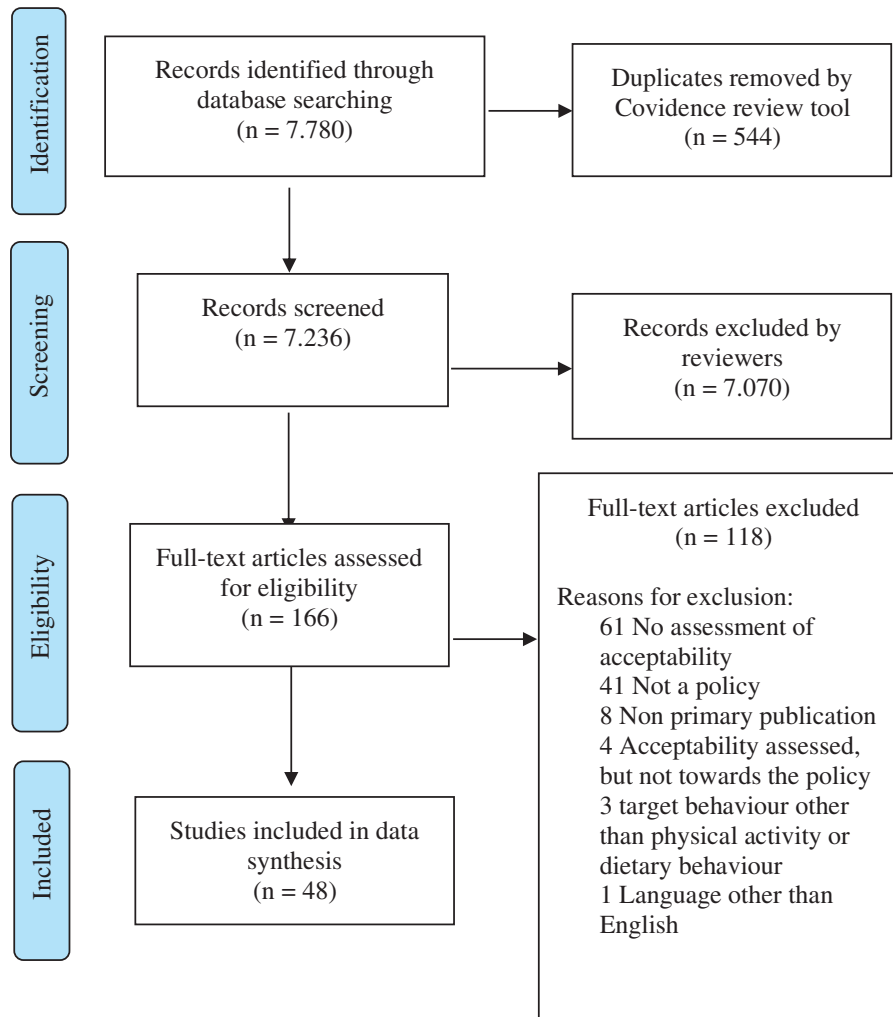 Identification
Records identified through
database searching
(n = 7.780)
Duplicates removed by
Covidence review tool
(n = 544)
Screening
Records screened
(n = 7.236)
Records excluded by
reviewers
(n = 7.070)
Eligibility
Full-text articles assessed
for eligibility
(n = 166)
Full-text articles excluded
(n = 118)
Reasons for exclusion:
61 No assessment of
acceptability
41 Not a policy
8 Non primary publication
4 Acceptability assessed,
but not towards the policy
3 target behaviour other
than physical activity or
dietary behaviour
1 Language other than
English
Included
Studies included in data
synthesis
(n = 48)